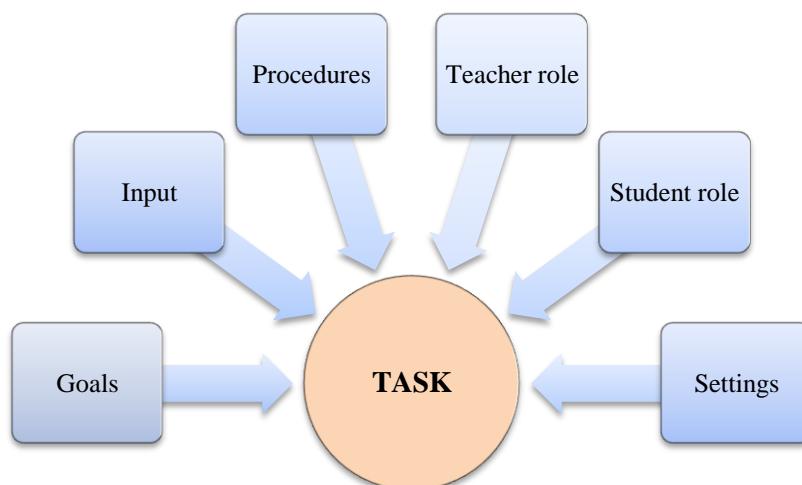 Procedures
Teacher role
Input
Student role
Goals
TASK
Settings